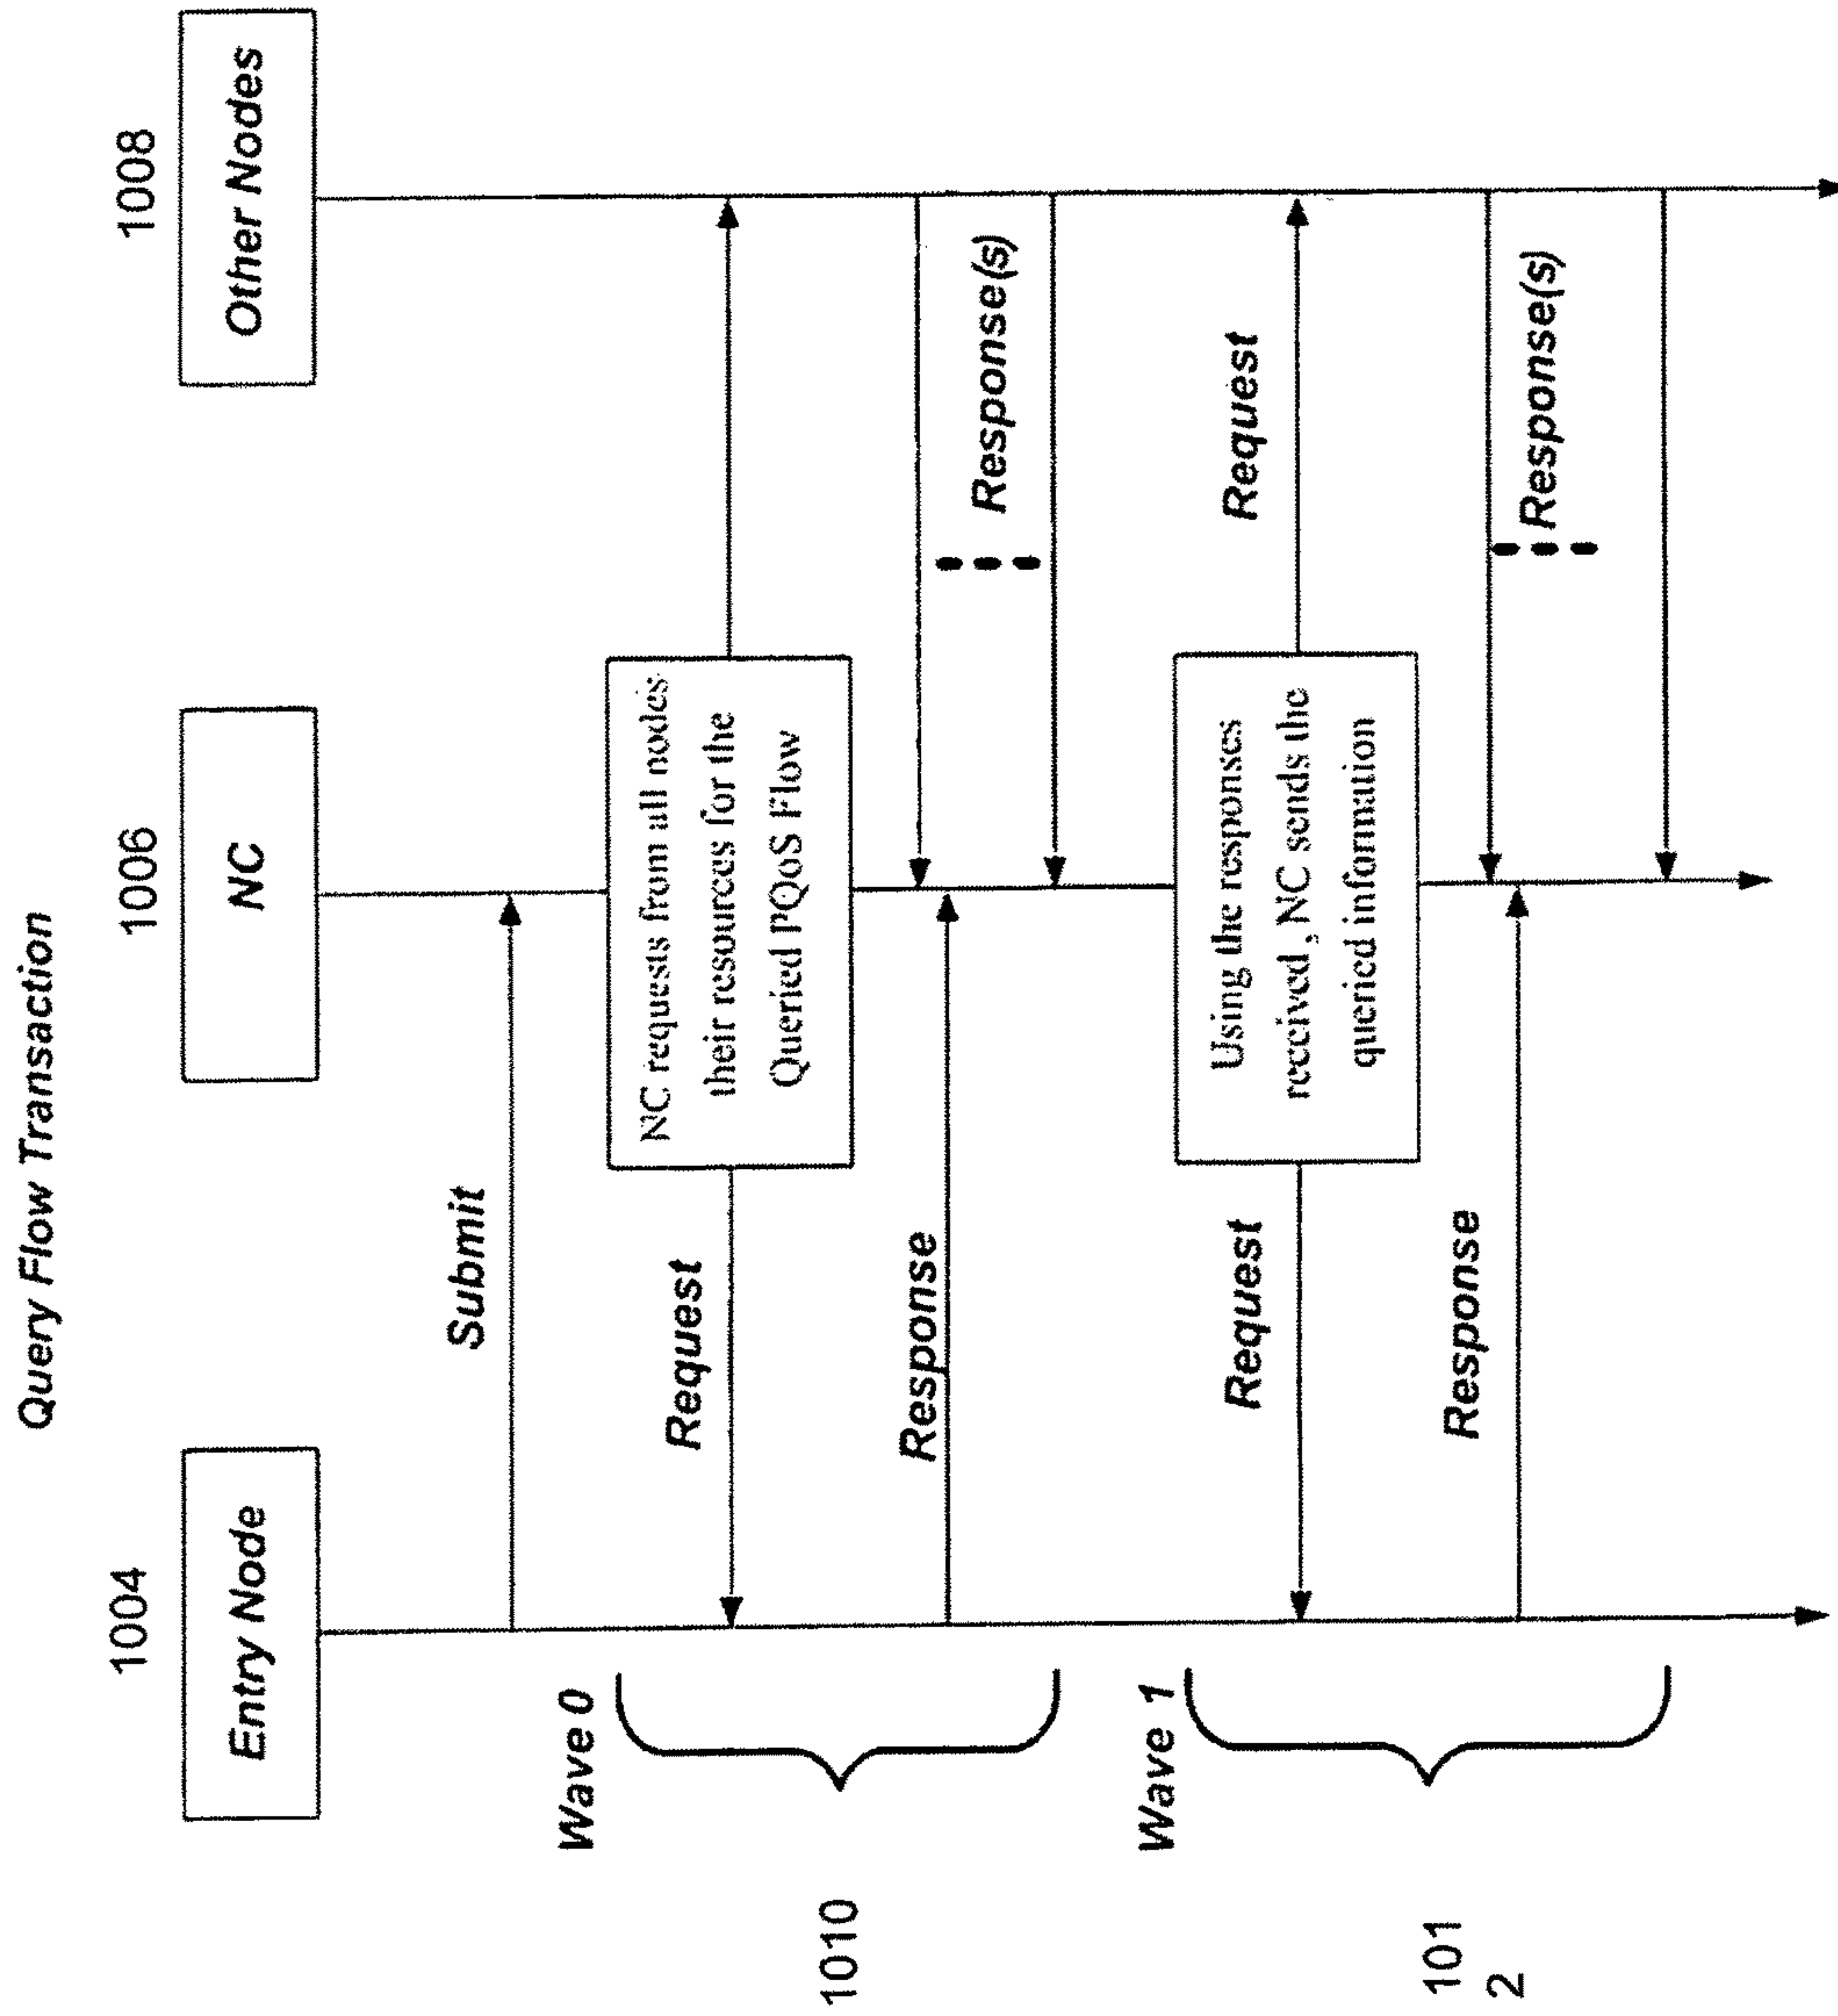 Query Flow Transaction
1004
1006
1008
Entry Node
NC
Other Nodes
Submit
Wave 0
NC requests from all nodes
their resources for the
Queried PQoS Flow
Request
1010
Response
Response(s)
Wave 1
Using the responses
received, NC sends the
queried information
Request
Request
101
2
Response
Response(s)